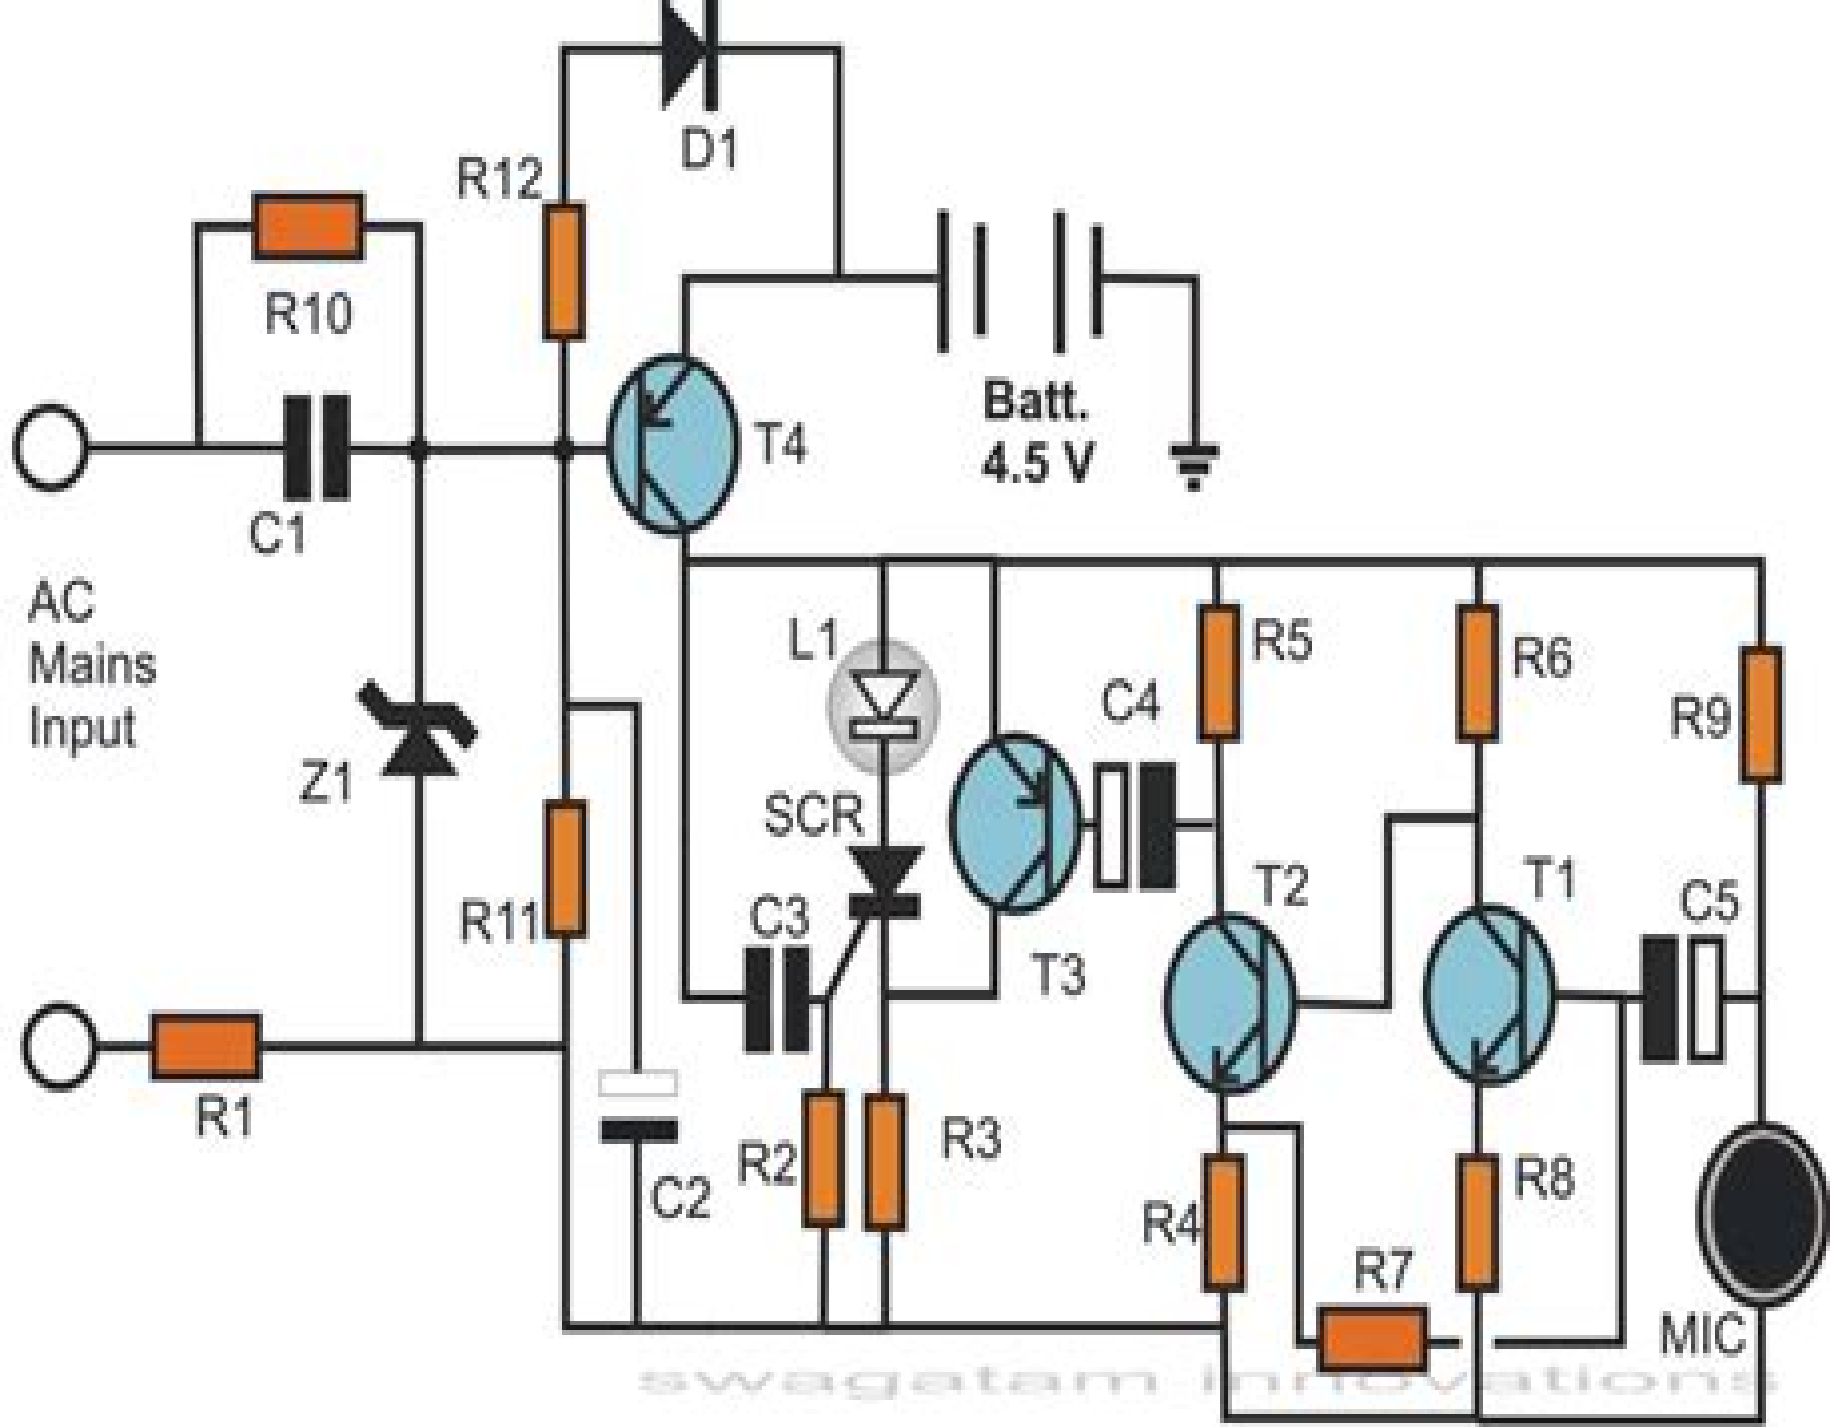 D1
R12
R10
T4
Batt.
4.5 V
C1
AC
Mains
Input
L1
R5
R6
C4
R9
Z1
SCR
T2
T1
C5
R11
C3
T3
R1
R2
R3
C2
R4
R8
R7
MIC
swagatam innovations